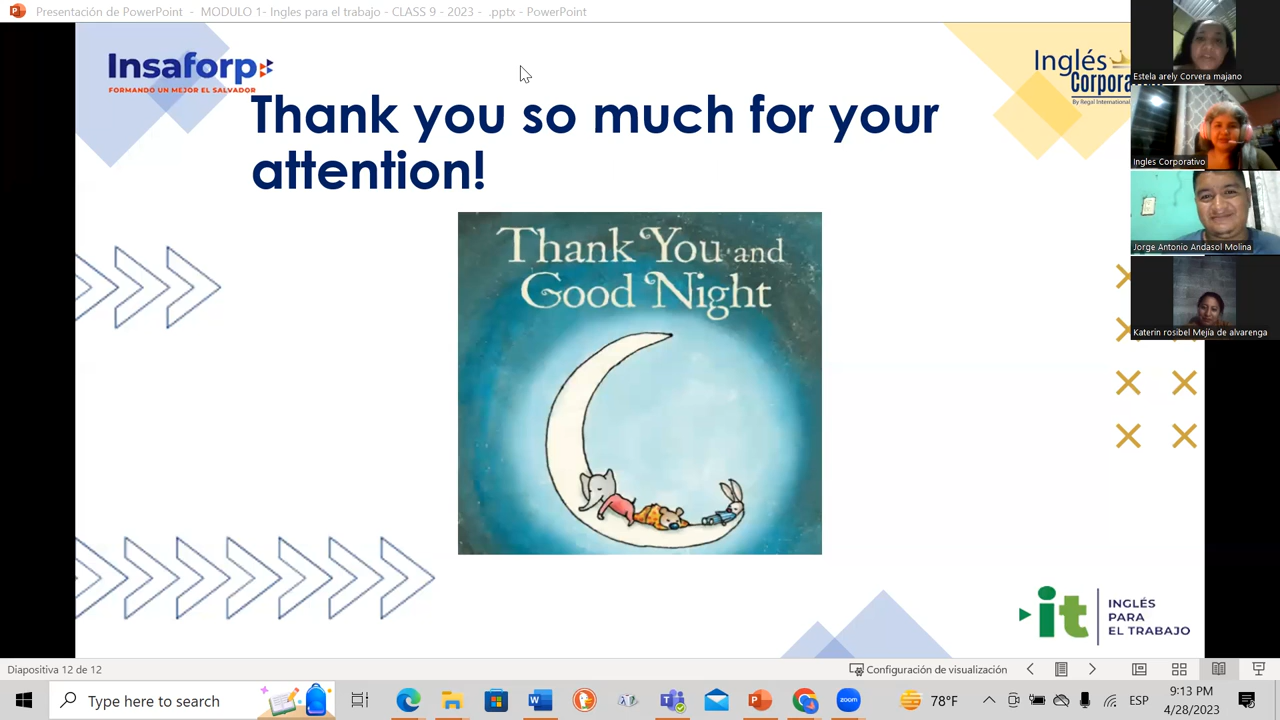 Presentación de PowerPoint - MODULO 1- Ingles para el trabajo - CLASS 9 - 2023 - .pptx - PowerPoint
Insaforp
FORMANDO UN MEJOR EL SALVADOR
Inglés
Corpora
By Regal International
Thank you so much for your
attention!
Thank You and
Good Night
Estela arely Corvera majano
Ingles Corporativo
Jorge Antonio Andasol Molina
Katerin rosibel Mejía de alvarenga
it
INGLÉS
PARA
EL TRABAJO
Diapositiva 12 de 12
Configuración de visualización
Type here to search
zoom
78°F
ESP
9:13 PM
4/28/2023